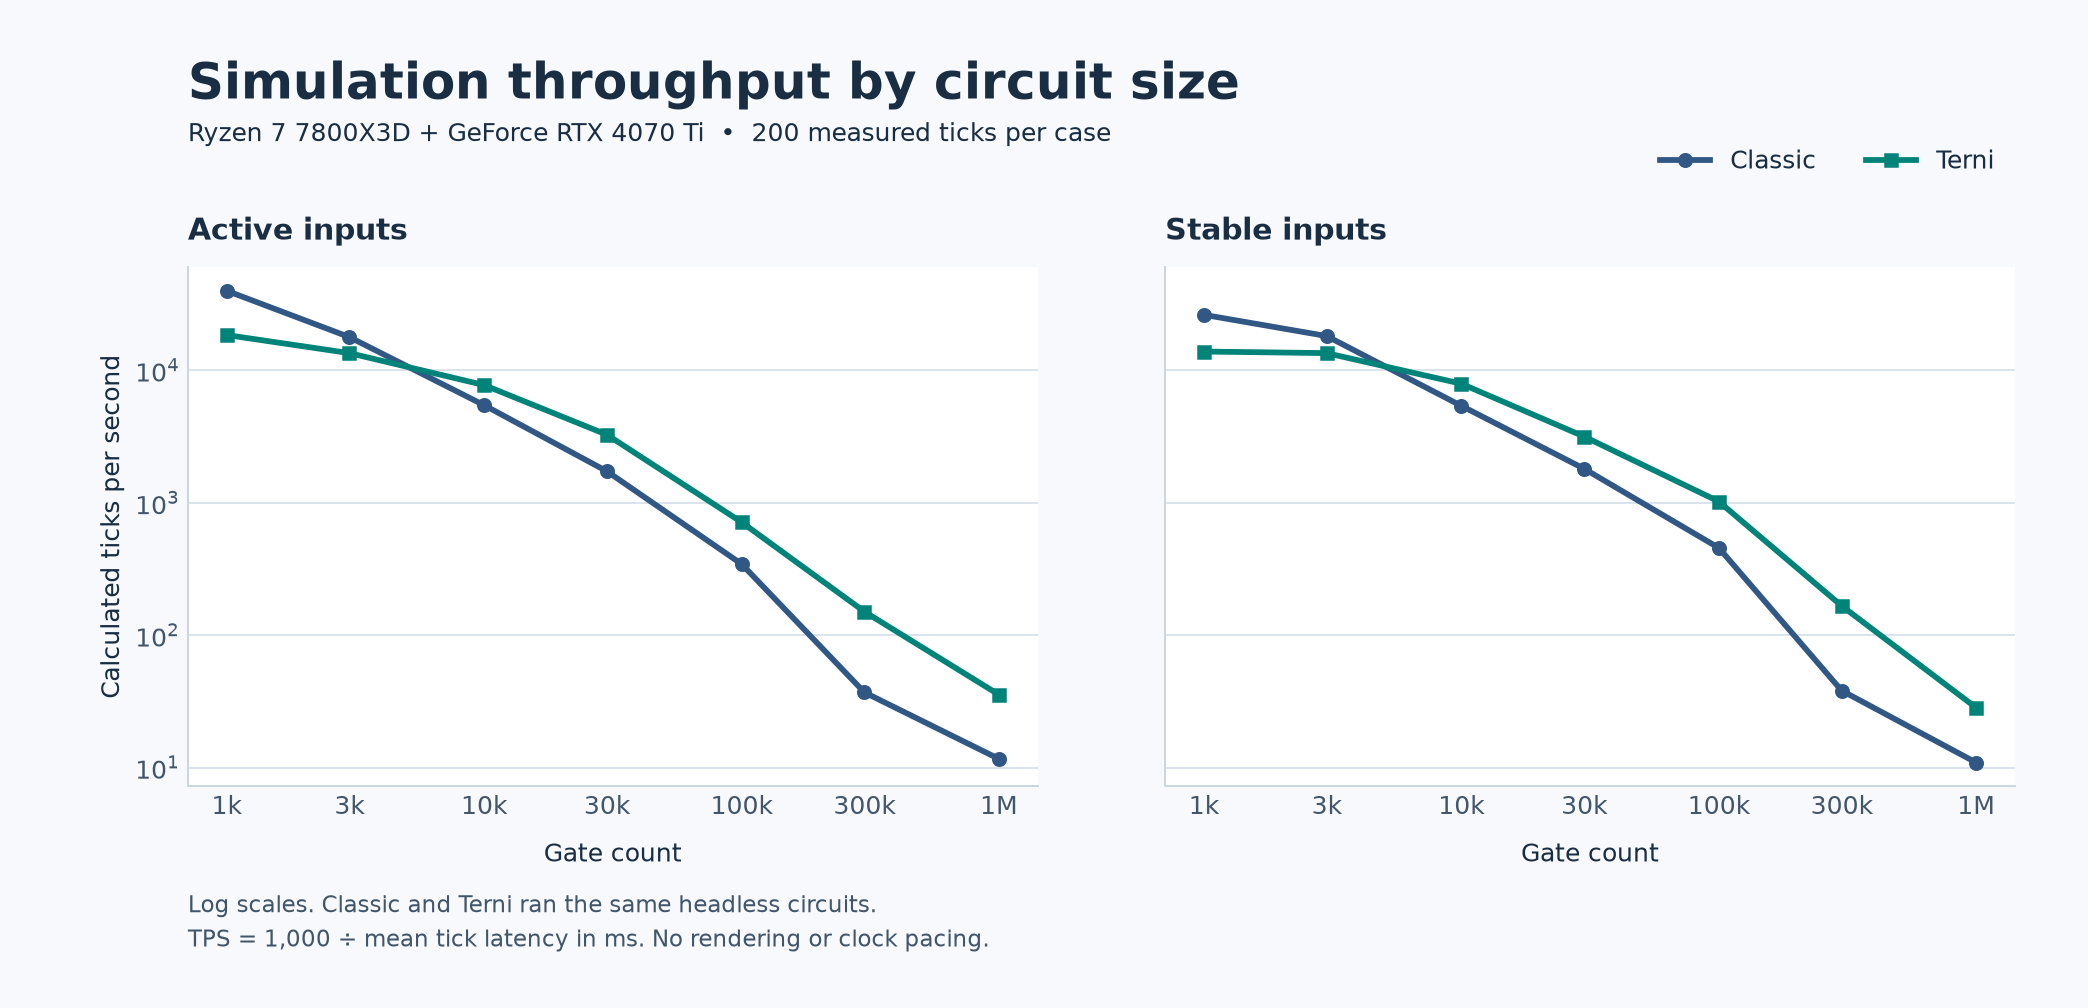 Simulation throughput by circuit size
Ryzen 7 7800X3D + GeForce RTX 4070 Ti • 200 measured ticks per case
Classic
Terni
Active inputs
Calculated ticks per second
10⁴
10³
10²
10¹
1k 3k 10k 30k 100k 300k 1M
Gate count
Stable inputs
1k 3k 10k 30k 100k 300k 1M
Gate count
Log scales. Classic and Terni ran the same headless circuits.
TPS = 1,000 ÷ mean tick latency in ms. No rendering or clock pacing.